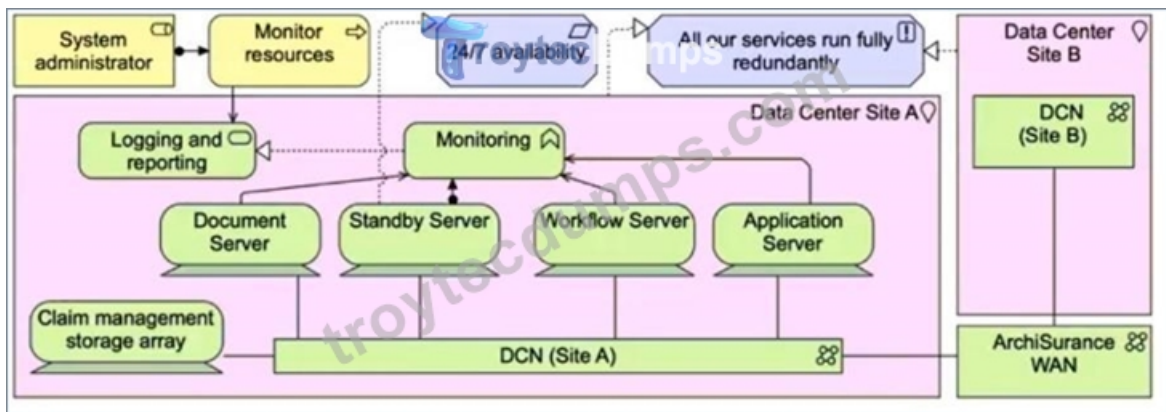 System
administrator
Monitor
resources
24/7 availability
Troytecdumps
All our services run fully
redundantly
Data Center
Site B
Data Center Site A
DCN
(Site B)
Logging and
reporting
Monitoring
Document
Server
Standby Server
Workflow Server
Application
Server
Claim management
storage array
DCN (Site A)
ArchiSurance
WAN
troytecdumps.com